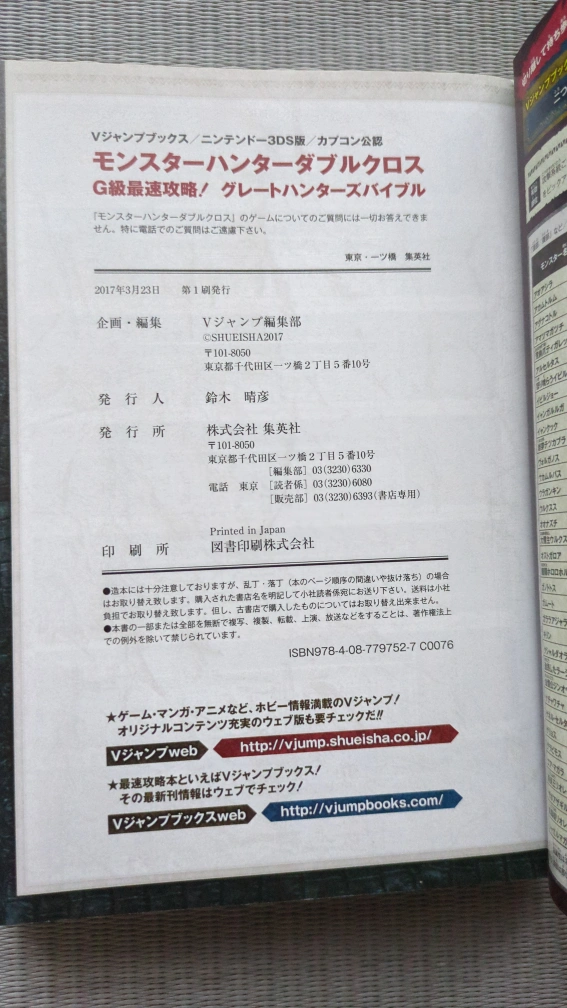 Vジャンプブックス／ニンテンドー3DS版／カプコン公認
モンスターハンターダブルクロス
G級最速攻略！ グレートハンターズバイブル
『モンスターハンターダブルクロス』のゲームについてのご質問には一切お答えできま
せん。特に電話でのご質問はご遠慮下さい。
東京・一ツ橋 集英社
2017年3月23日 第1刷発行
企画・編集 Vジャンプ編集部
©SHUEISHA2017
〒101-8050
東京都千代田区一ツ橋2丁目5番10号
発行人 鈴木 晴彦
発行所 株式会社 集英社
〒101-8050
東京都千代田区一ツ橋2丁目5番10号
［編集部］03(3230)6330
電話 東京 ［読者係］03(3230)6080
［販売部］03(3230)6393(書店専用)
Printed in Japan
印刷所 図書印刷株式会社
●造本には十分注意しておりますが、乱丁・落丁（本のページ順序の間違いや抜け落ち）の場合
はお取り替え致します。購入された書店名を明記して小社読者係宛にお送り下さい。送料は小社
負担でお取り替え致します。但し、古書店で購入したものについてはお取り替え出来ません。
●本書の一部または全部を無断で複写、複製、転載、上演、放送などをすることは、著作権法上
での例外を除いて禁じられています。
ISBN978-4-08-779752-7 C0076
★ゲーム・マンガ・アニメなど、ホビー情報満載のVジャンプ！
オリジナルコンテンツ充実のウェブ版も要チェックだ!!
Vジャンプweb http://vjump.shueisha.co.jp/
★最速攻略本といえばVジャンプブックス！
その最新刊情報はウェブでチェック！
Vジャンプブックスweb http://vjumpbooks.com/